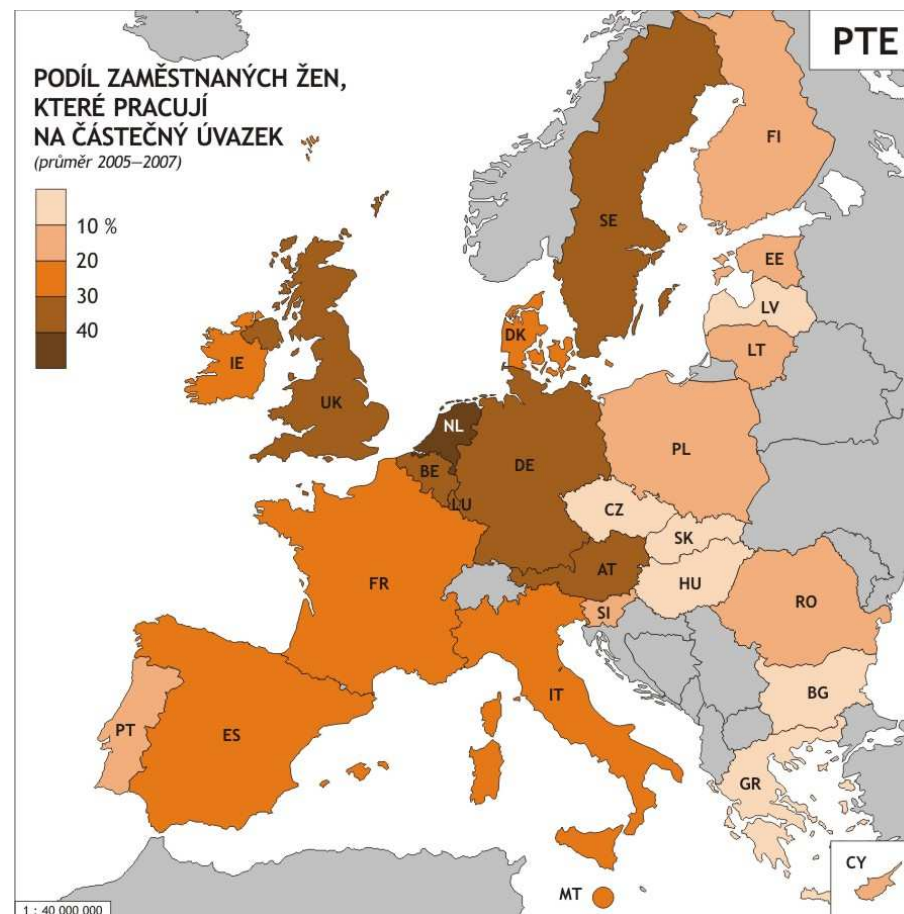 PTE
PODÍL ZAMĚSTNANÝCH ŽEN,
KTERÉ PRACUJÍ
NA ČÁSTEČNÝ ÚVAZEK
(průměr 2005–2007)
10 %
20
30
40
FI
SE
EE
LV
LT
DK
IE
UK
NL
BE
LU
DE
PL
CZ
SK
AT
HU
FR
SI
RO
IT
BG
PT
ES
GR
CY
MT
1 : 40 000 000